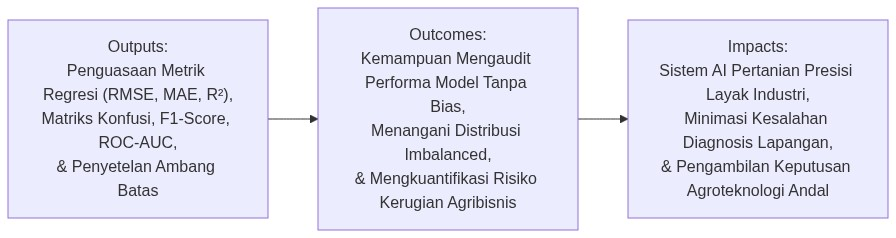 Outputs:
Penguasaan Metrik
Regresi (RMSE, MAE, R²),
Matriks Konfusi, F1-Score,
ROC-AUC,
& Penyetelan Ambang
Batas
Outcomes:
Kemampuan Mengaudit
Performa Model Tanpa
Bias,
Menangani Distribusi
Imbalanced,
& Mengkuantifikasi Risiko
Kerugian Agribisnis
Impacts:
Sistem AI Pertanian Presisi
Layak Industri,
Minimasi Kesalahan
Diagnosis Lapangan,
& Pengambilan Keputusan
Agroteknologi Andal